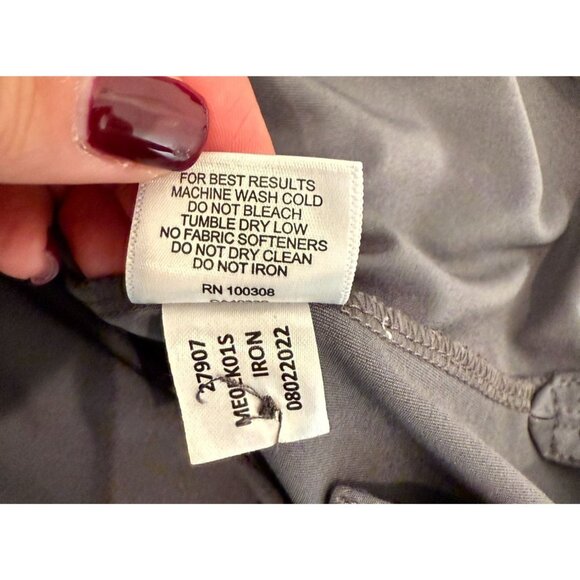 FOR BEST RESULTS
MACHINE WASH COLD
DO NOT BLEACH
TUMBLE DRY LOW
NO FABRIC SOFTENERS
DO NOT DRY CLEAN
DO NOT IRON
RN 100308
27907
ME0EK01S
IRON
08022022